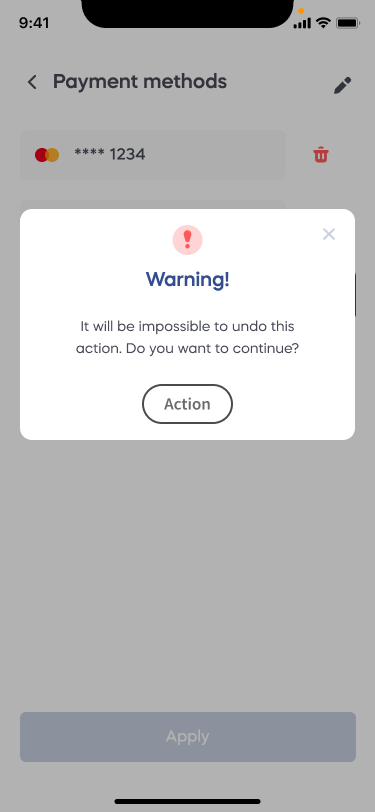 9:41
Payment methods
**** 1234
Warning!
It will be impossible to undo this
action. Do you want to continue?
Action
Apply